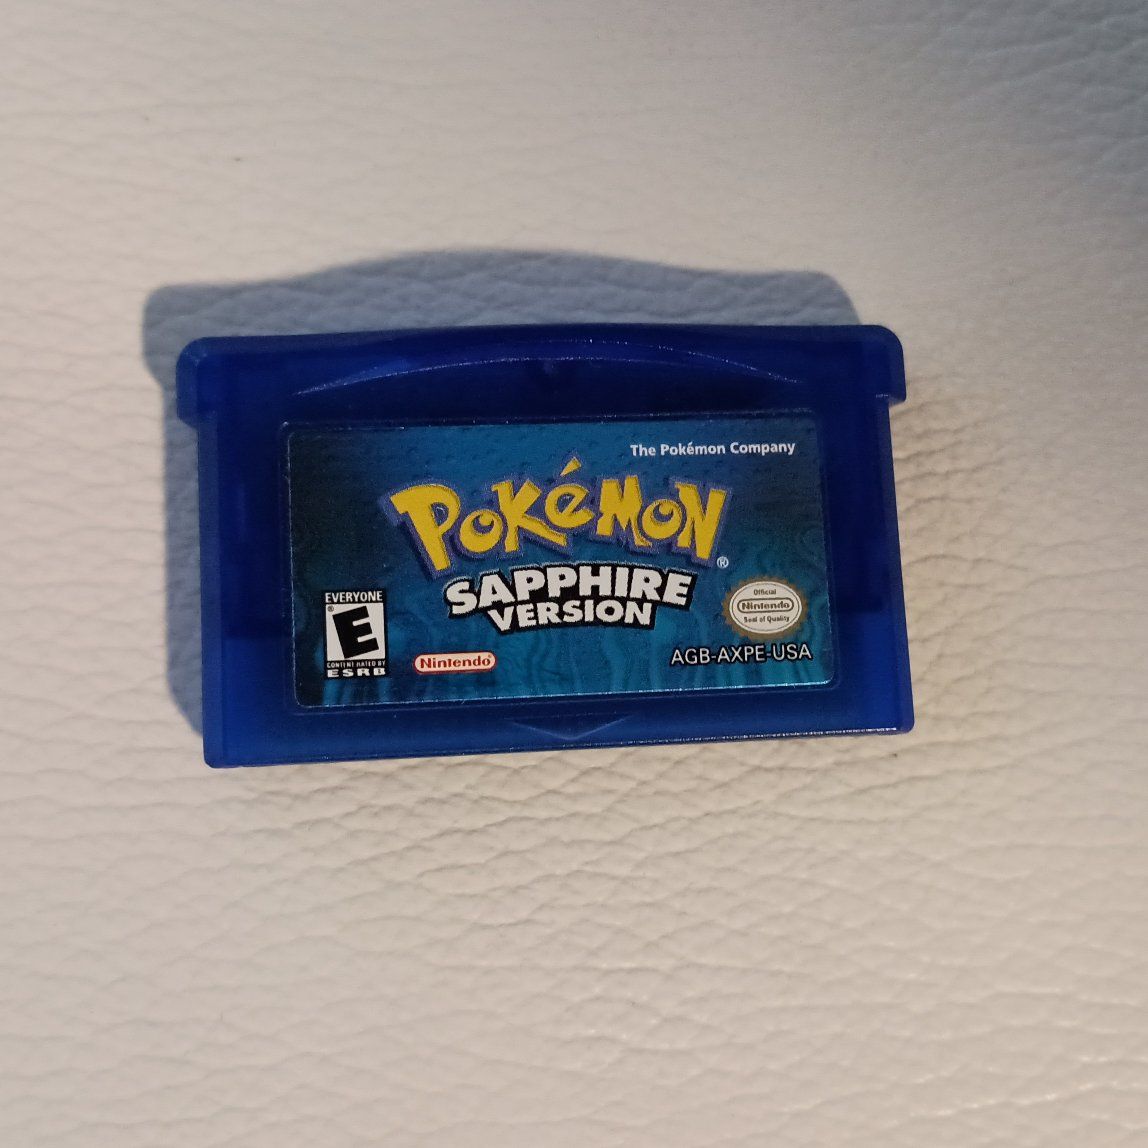 The Pokémon Company
POKéMON®
SAPPHIRE
VERSION
EVERYONE
E
®
CONTENT RATED BY
ESRB
Nintendo®
Official
Nintendo
Seal of Quality
AGB-AXPE-USA